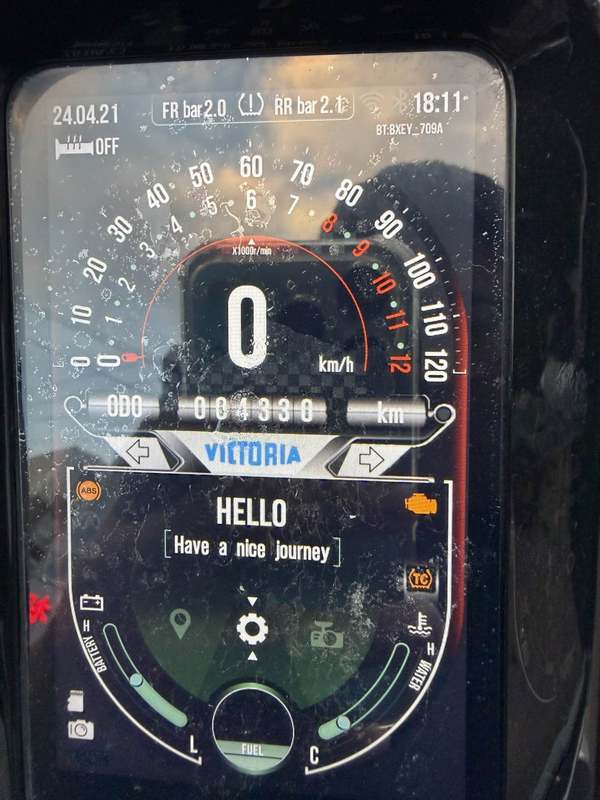 24.04.21
FR bar 2.0 RR bar 2.1
18:11
OFF
BT:BXEY_709A
0 10 20 30 40 50 60 70 80 90 100 110 120
0 1 2 3 4 5 6 7 8 9 10 11 12
X1000r/min
0
km/h
ODO 004330 km
VICTORIA
ABS
HELLO
[Have a nice journey]
TC
H
BATTERY
L
H
WATER
C
FUEL